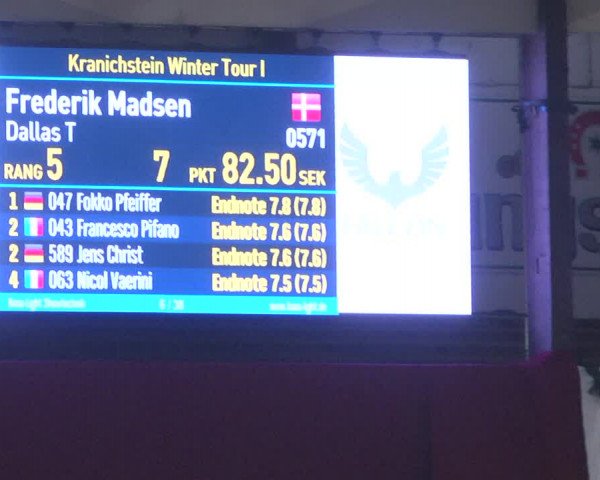 Kranichstein Winter Tour I
Frederik Madsen
Dallas T
0571
RANG 5 7 PKT 82.50 SEK
1 047 Fokko Pfeiffer Endnote 7.8 (7.8)
2 043 Francesco Pifano Endnote 7.6 (7.6)
2 589 Jens Christ Endnote 7.6 (7.6)
4 063 Nicol Vaerini Endnote 7.5 (7.5)